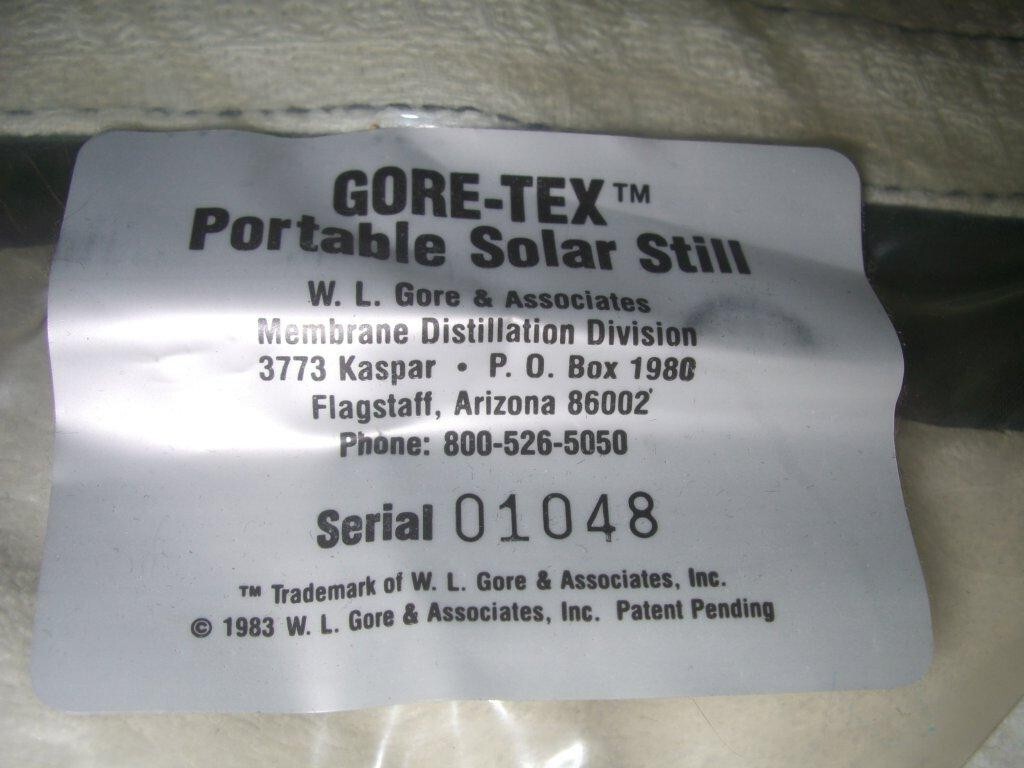 GORE-TEX™
Portable Solar Still
W. L. Gore & Associates
Membrane Distillation Division
3773 Kaspar • P. O. Box 1980
Flagstaff, Arizona 86002
Phone: 800-526-5050
Serial 01048
™ Trademark of W. L. Gore & Associates, Inc.
© 1983 W. L. Gore & Associates, Inc. Patent Pending